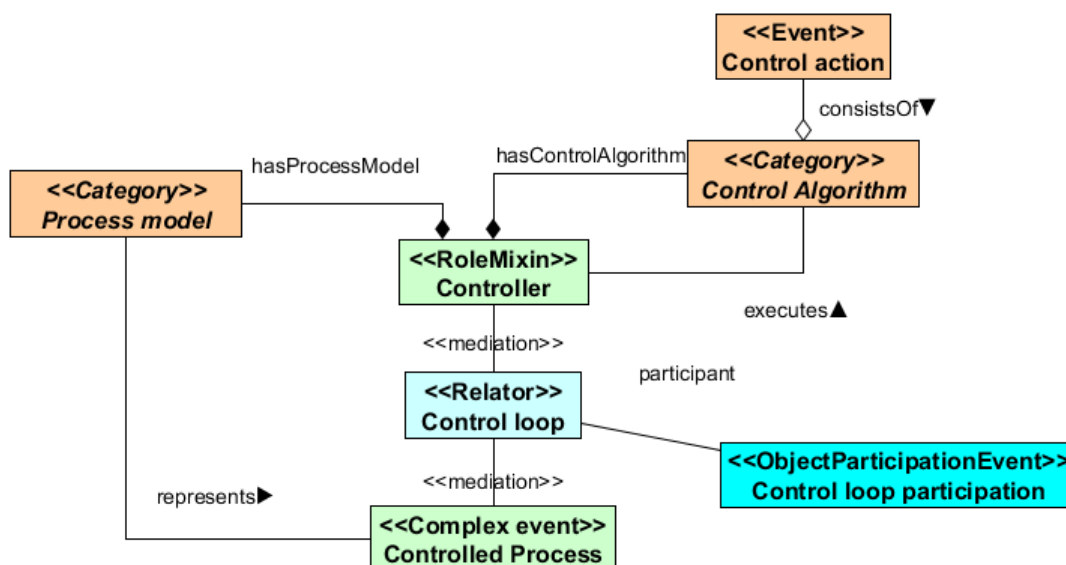 <<Event>>
Control action
consistsOf▼
hasProcessModel
hasControlAlgorithm
<<Category>>
Control Algorithm
<<Category>>
Process model
<<RoleMixin>>
Controller
executes▲
<<mediation>>
participant
<<Relator>>
Control loop
<<ObjectParticipationEvent>>
Control loop participation
<<mediation>>
represents▶
<<Complex event>>
Controlled Process